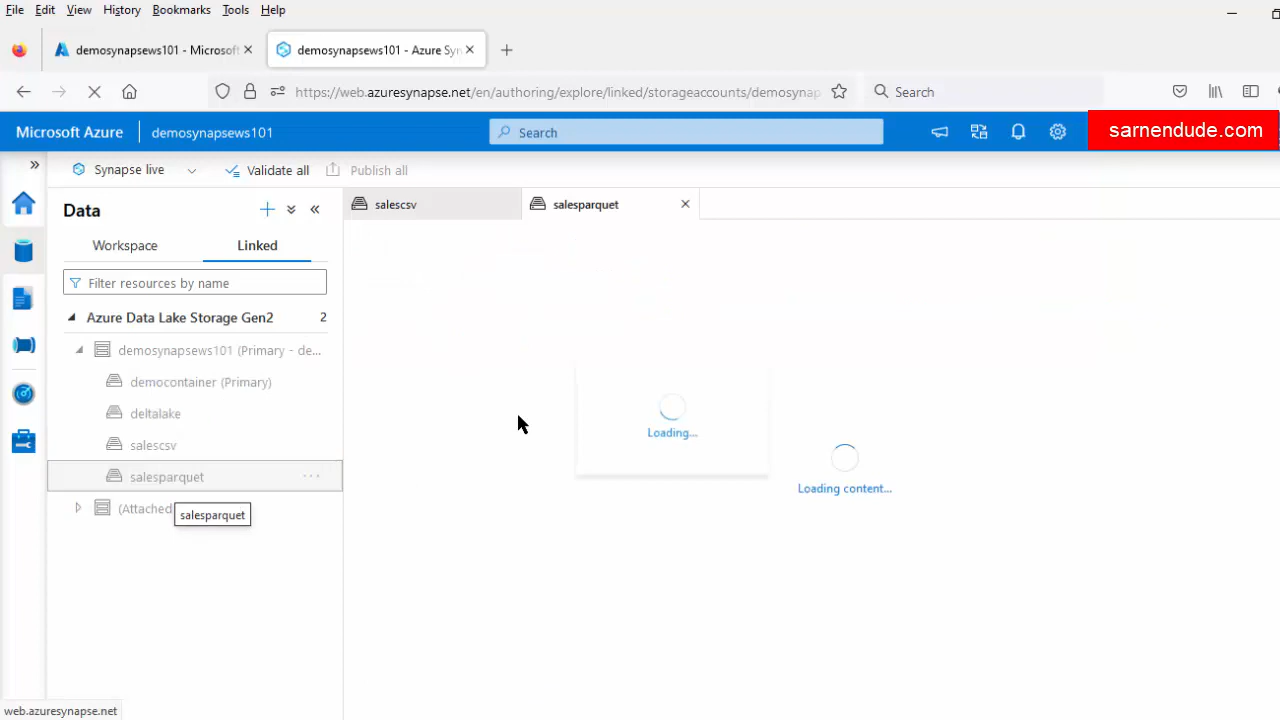 File Edit View History Bookmarks Tools Help
demosynapsews101 - Microsoft
demosynapsews101 - Azure Syn
https://web.azuresynapse.net/en/authoring/explore/linked/storageaccounts/demosynap
Search
Microsoft Azure
demosynapsews101
Search
sarnendude.com
Synapse live
Validate all
Publish all
Data
Workspace
Linked
Filter resources by name
Azure Data Lake Storage Gen2 2
demosynapsews101 (Primary - de...
democontainer (Primary)
deltalake
salescsv
salesparquet
(Attached
salesparquet
salescsv
salesparquet
Loading...
Loading content...
web.azuresynapse.net